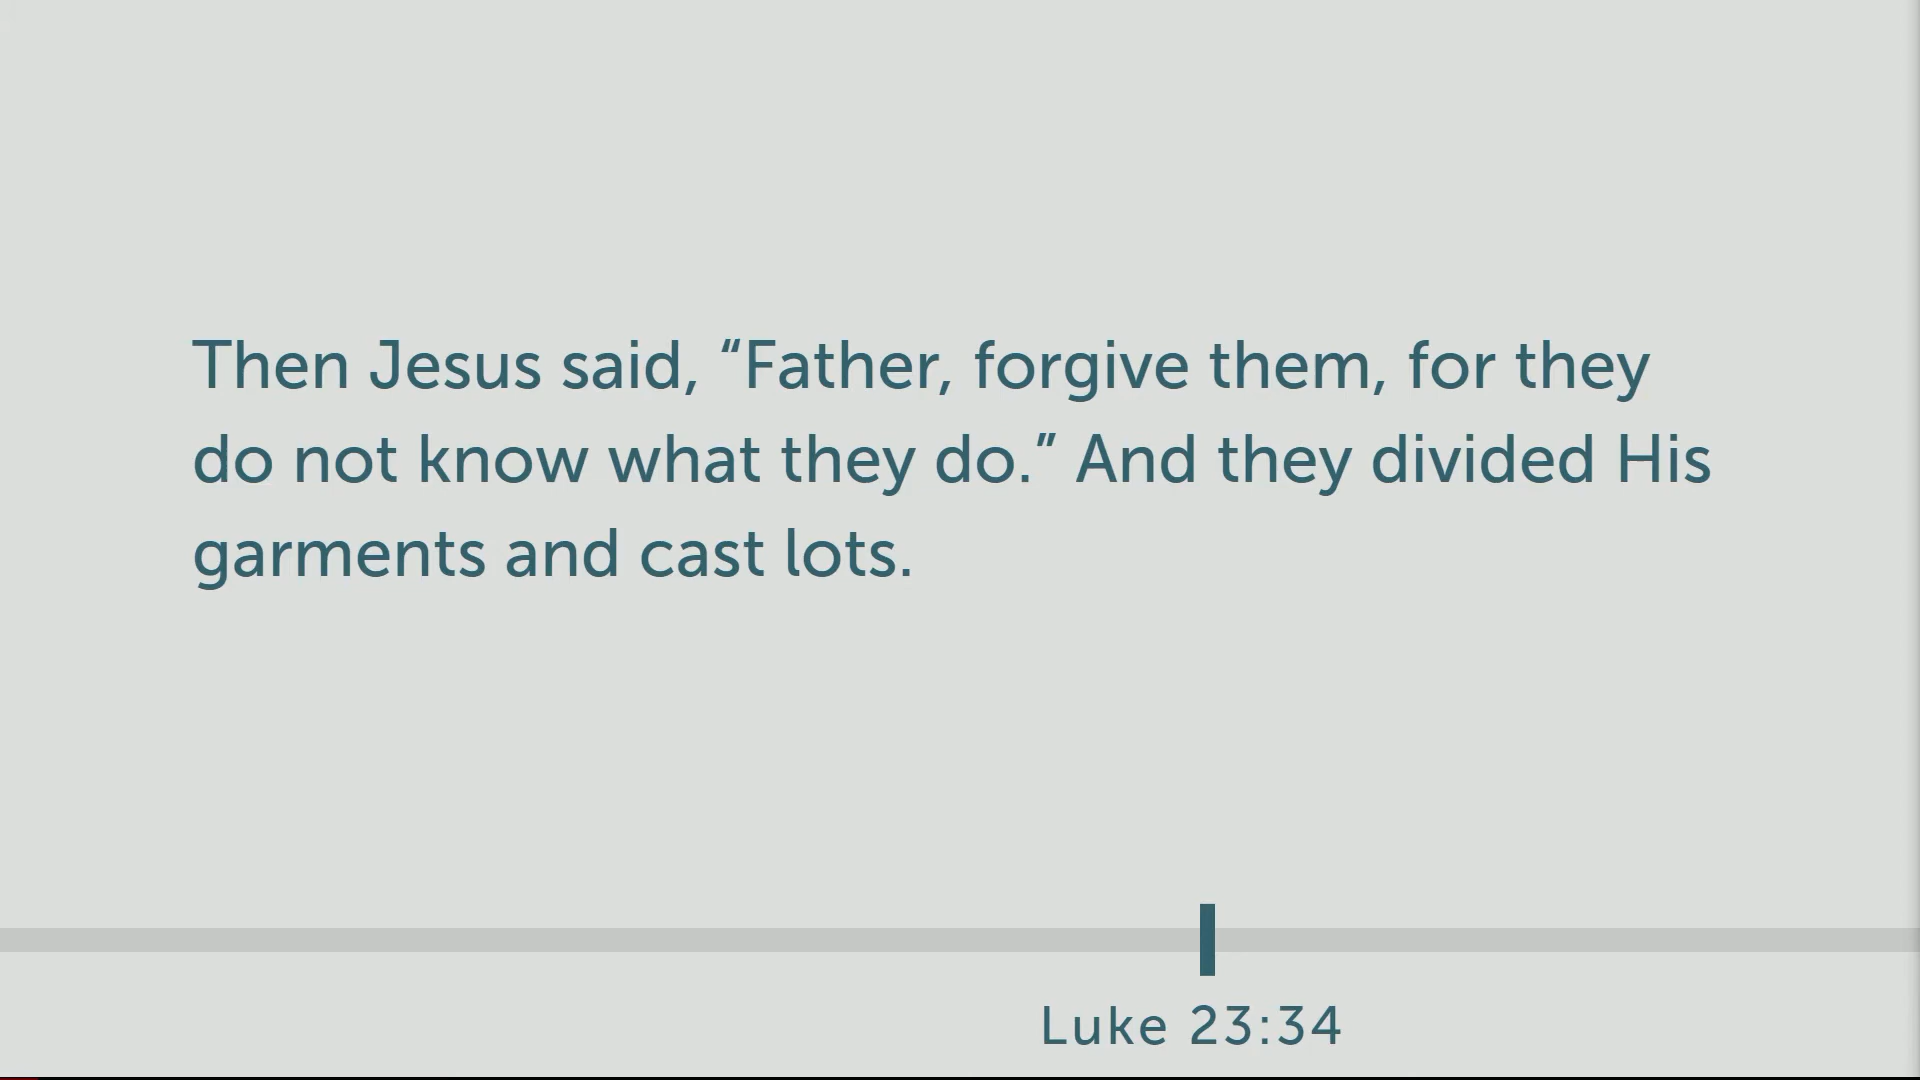 Then Jesus said, “Father, forgive them, for they
do not know what they do.” And they divided His
garments and cast lots.
Luke 23:34